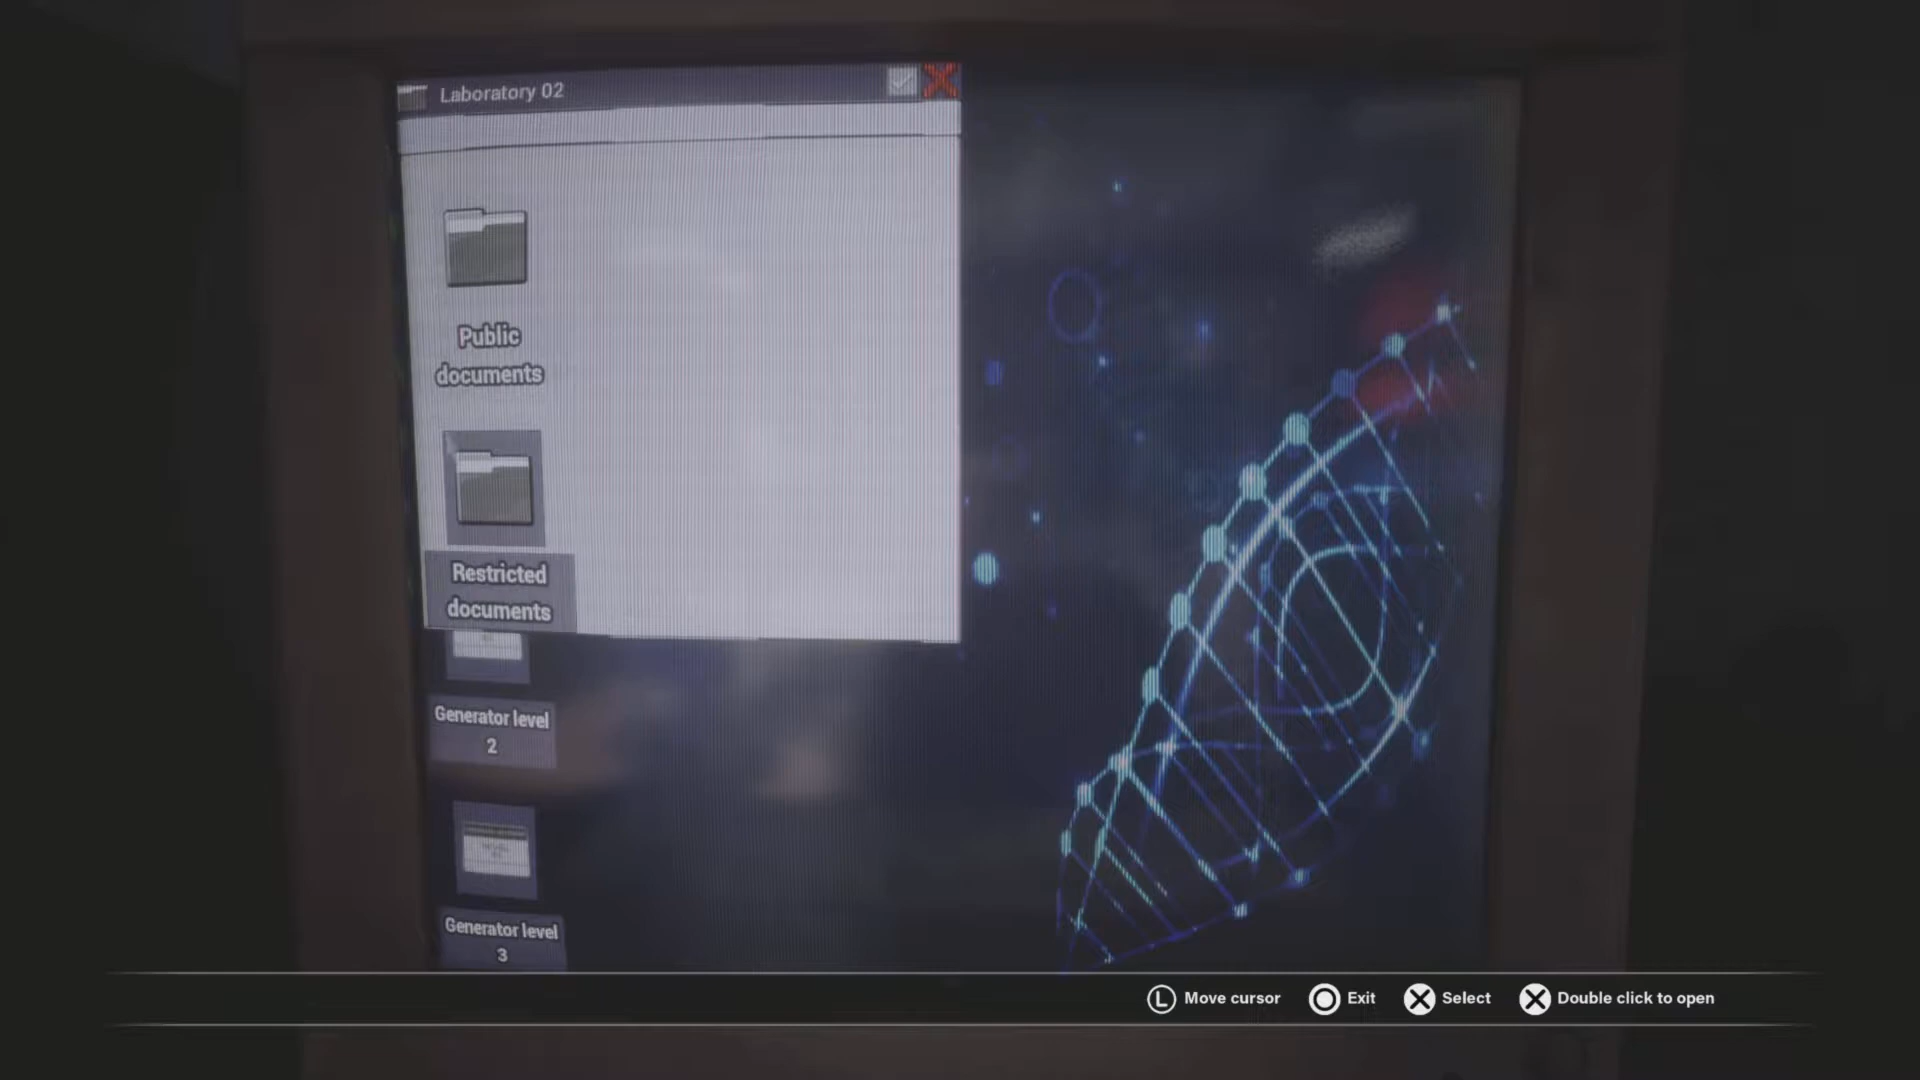 Laboratory 02
Public
documents
Restricted
documents
Generator level
2
Generator level
3
L Move cursor
Exit
Select
Double click to open